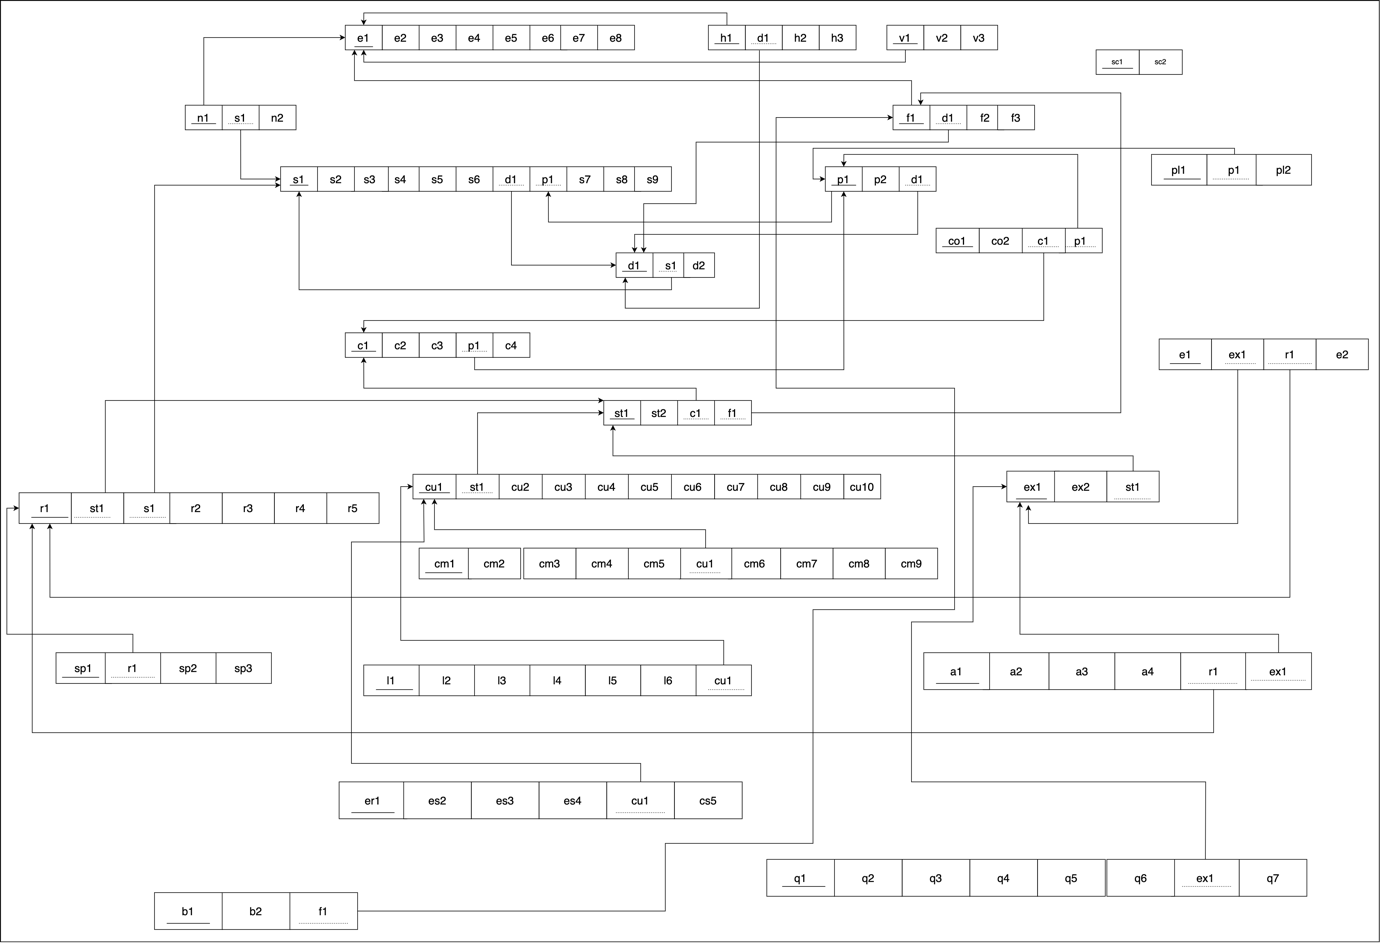 e1 e2 e3 e4 e5 e6 e7 e8
h1 d1 h2 h3
v1 v2 v3
sc1 sc2
n1 s1 n2
f1 d1 f2 f3
s1 s2 s3 s4 s5 s6 d1 p1 s7 s8 s9
p1 p2 d1
pl1 p1 pl2
co1 co2 c1 p1
d1 s1 d2
c1 c2 c3 p1 c4
e1 ex1 r1 e2
st1 st2 c1 f1
cu1 st1 cu2 cu3 cu4 cu5 cu6 cu7 cu8 cu9 cu10
ex1 ex2 st1
r1 st1 s1 r2 r3 r4 r5
cm1 cm2 cm3 cm4 cm5 cu1 cm6 cm7 cm8 cm9
sp1 r1 sp2 sp3
l1 l2 l3 l4 l5 l6 cu1
a1 a2 a3 a4 r1 ex1
er1 es2 es3 es4 cu1 cs5
q1 q2 q3 q4 q5 q6 ex1 q7
b1 b2 f1